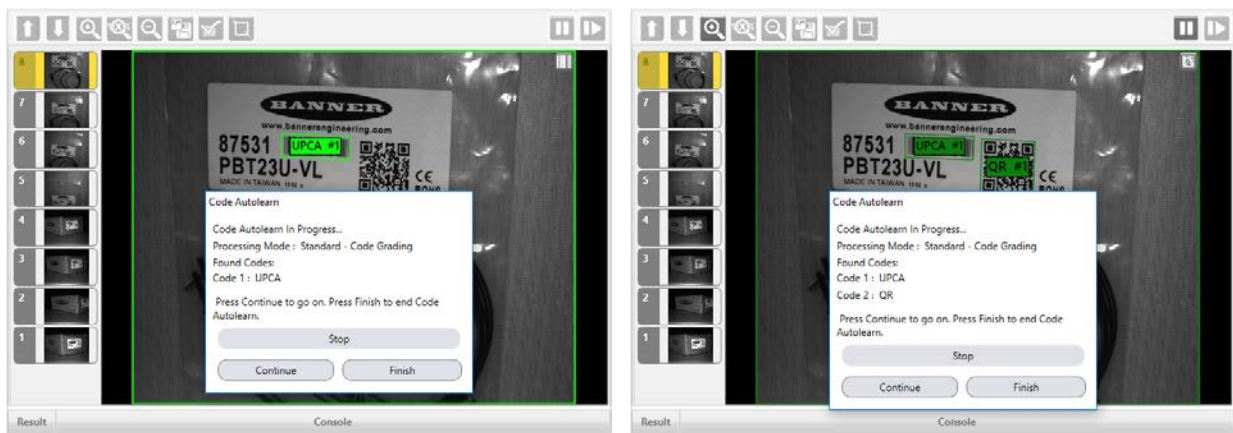 8
7
6
5
4
3
2
1
BANNER
www.bannerengineering.com
87531
UPCA #1
PBT23U-VL
MADE IN TAIWAN
CE
Code Autolearn
Code Autolearn In Progress...
Processing Mode : Standard - Code Grading
Found Codes:
Code 1 : UPCA
Press Continue to go on. Press Finish to end Code
Autolearn.
Stop
Continue Finish
Result Console
8
7
6
5
4
3
2
1
BANNER
www.bannerengineering.com
87531
UPCA #1
QR #1
PBT23U-VL
MADE IN TAIWAN
CE
Code Autolearn
Code Autolearn In Progress...
Processing Mode : Standard - Code Grading
Found Codes:
Code 1 : UPCA
Code 2 : QR
Press Continue to go on. Press Finish to end Code
Autolearn.
Stop
Continue Finish
Result Console